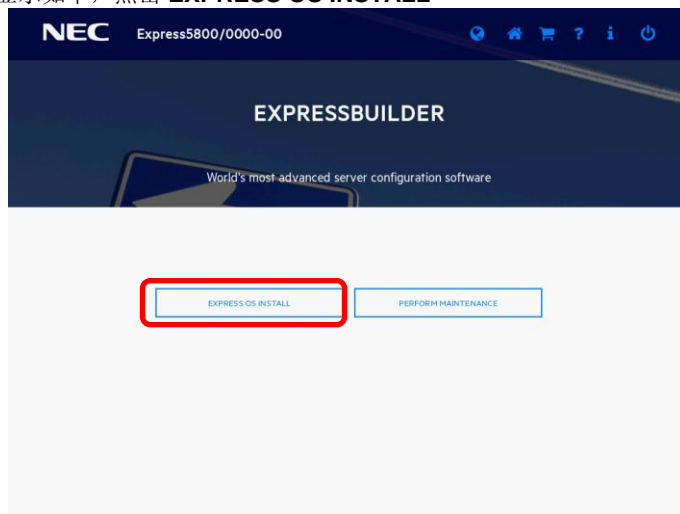 NEC Express5800/0000-00 ? i
EXPRESSBUILDER
World's most advanced server configuration software
EXPRESS OS INSTALL PERFORM MAINTENANCE